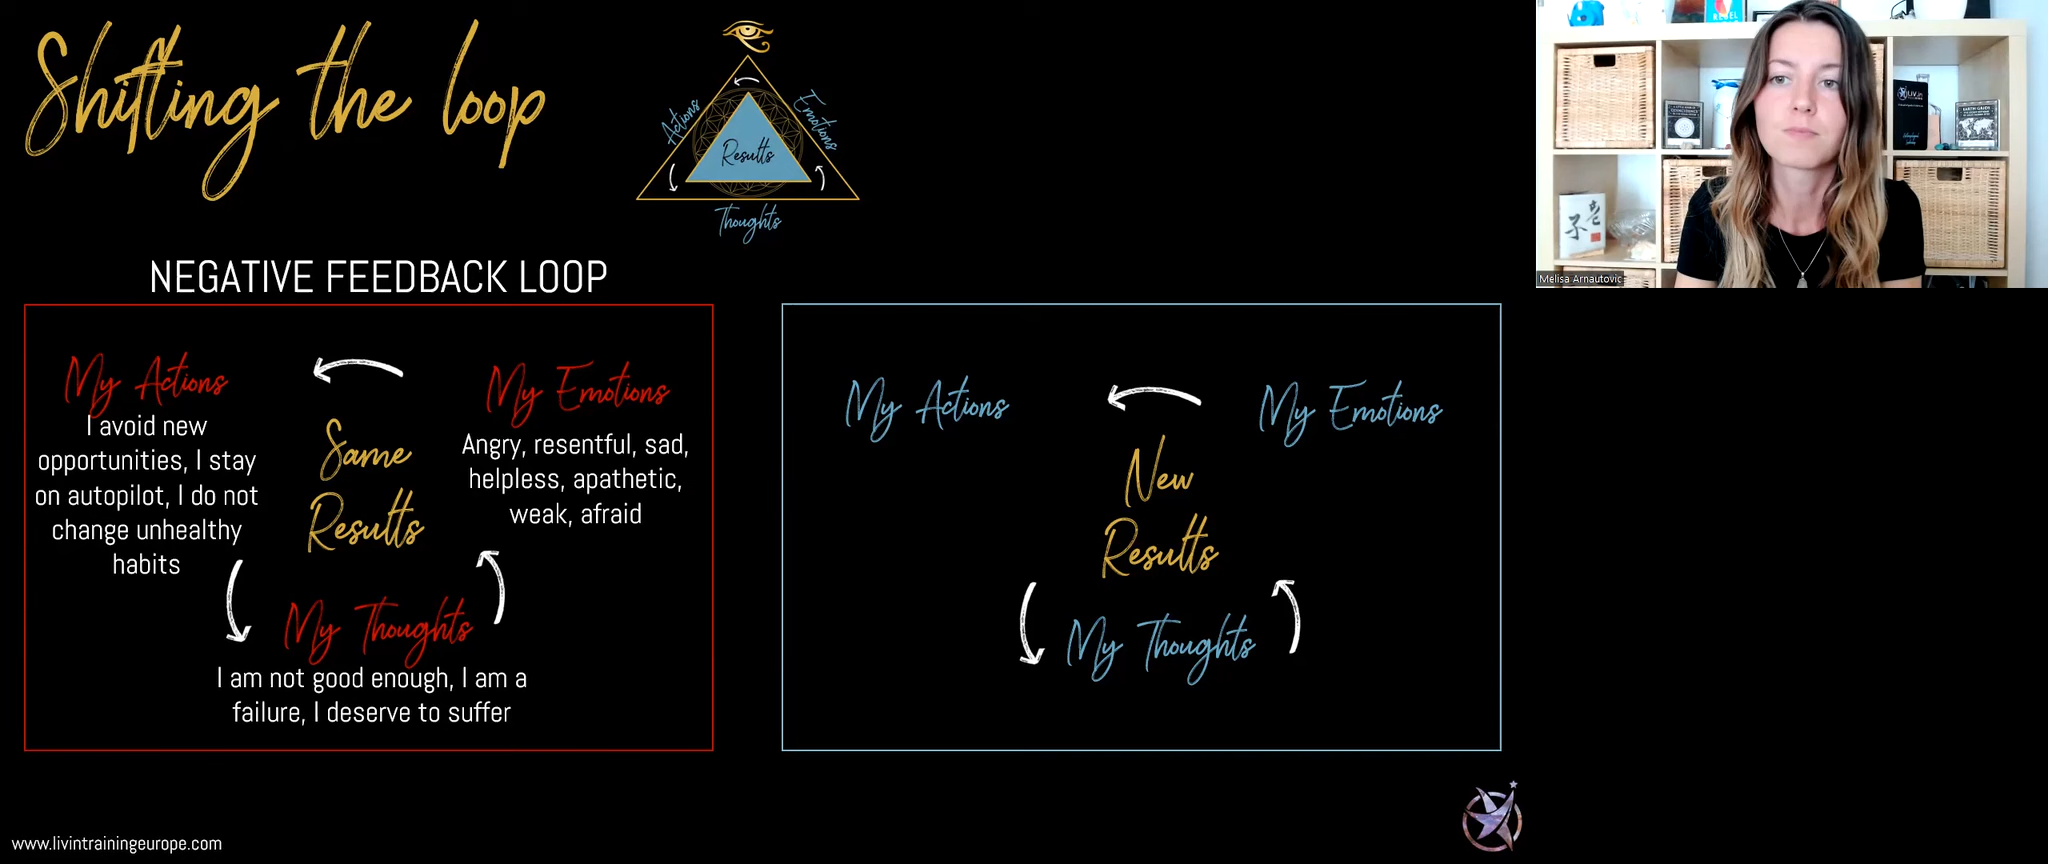 Shifting the loop
Actions
Emotions
Results
Thoughts
NEGATIVE FEEDBACK LOOP
My Actions
I avoid new
opportunities, I stay
on autopilot, I do not
change unhealthy
habits
Same
Results
My Emotions
Angry, resentful, sad,
helpless, apathetic,
weak, afraid
My Thoughts
I am not good enough, I am a
failure, I deserve to suffer
My Actions
New
Results
My Emotions
My Thoughts
www.livintrainingeurope.com
老
子
Melisa Arnautovic